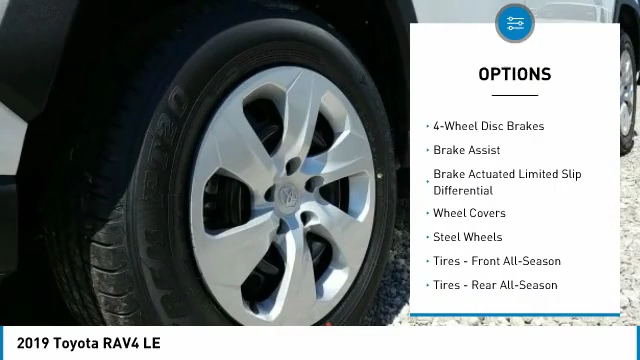 OPTIONS
4-Wheel Disc Brakes
Brake Assist
Brake Actuated Limited Slip
Differential
Wheel Covers
Steel Wheels
Tires - Front All-Season
Tires - Rear All-Season
2019 Toyota RAV4 LE